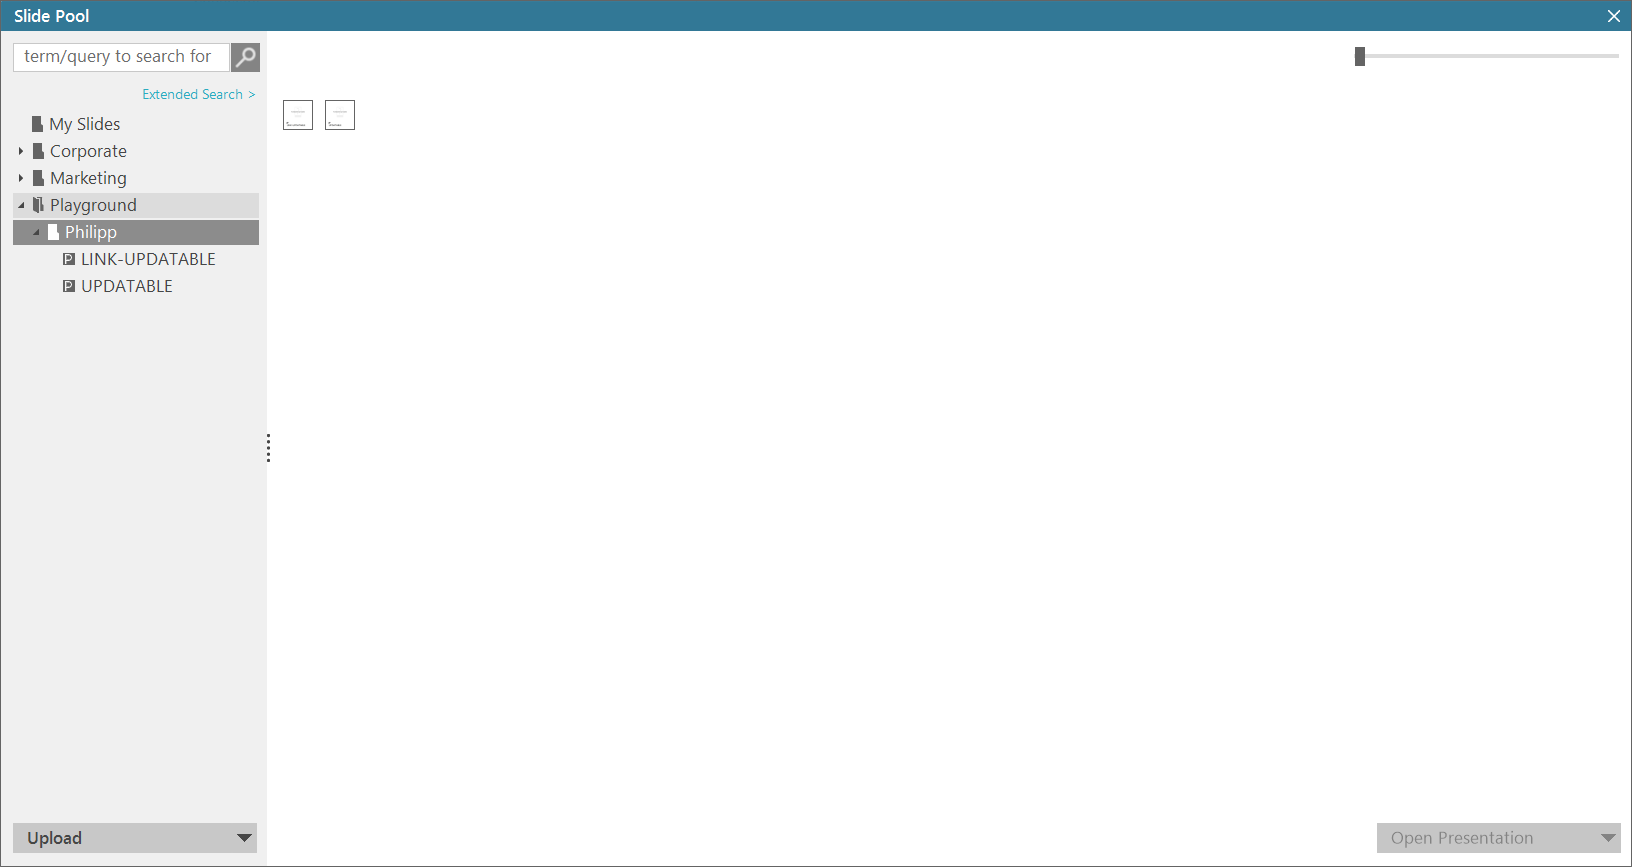 Slide Pool
term/query to search for
Extended Search >
My Slides
Corporate
Marketing
Playground
Philipp
P LINK-UPDATABLE
P UPDATABLE
Upload
Open Presentation